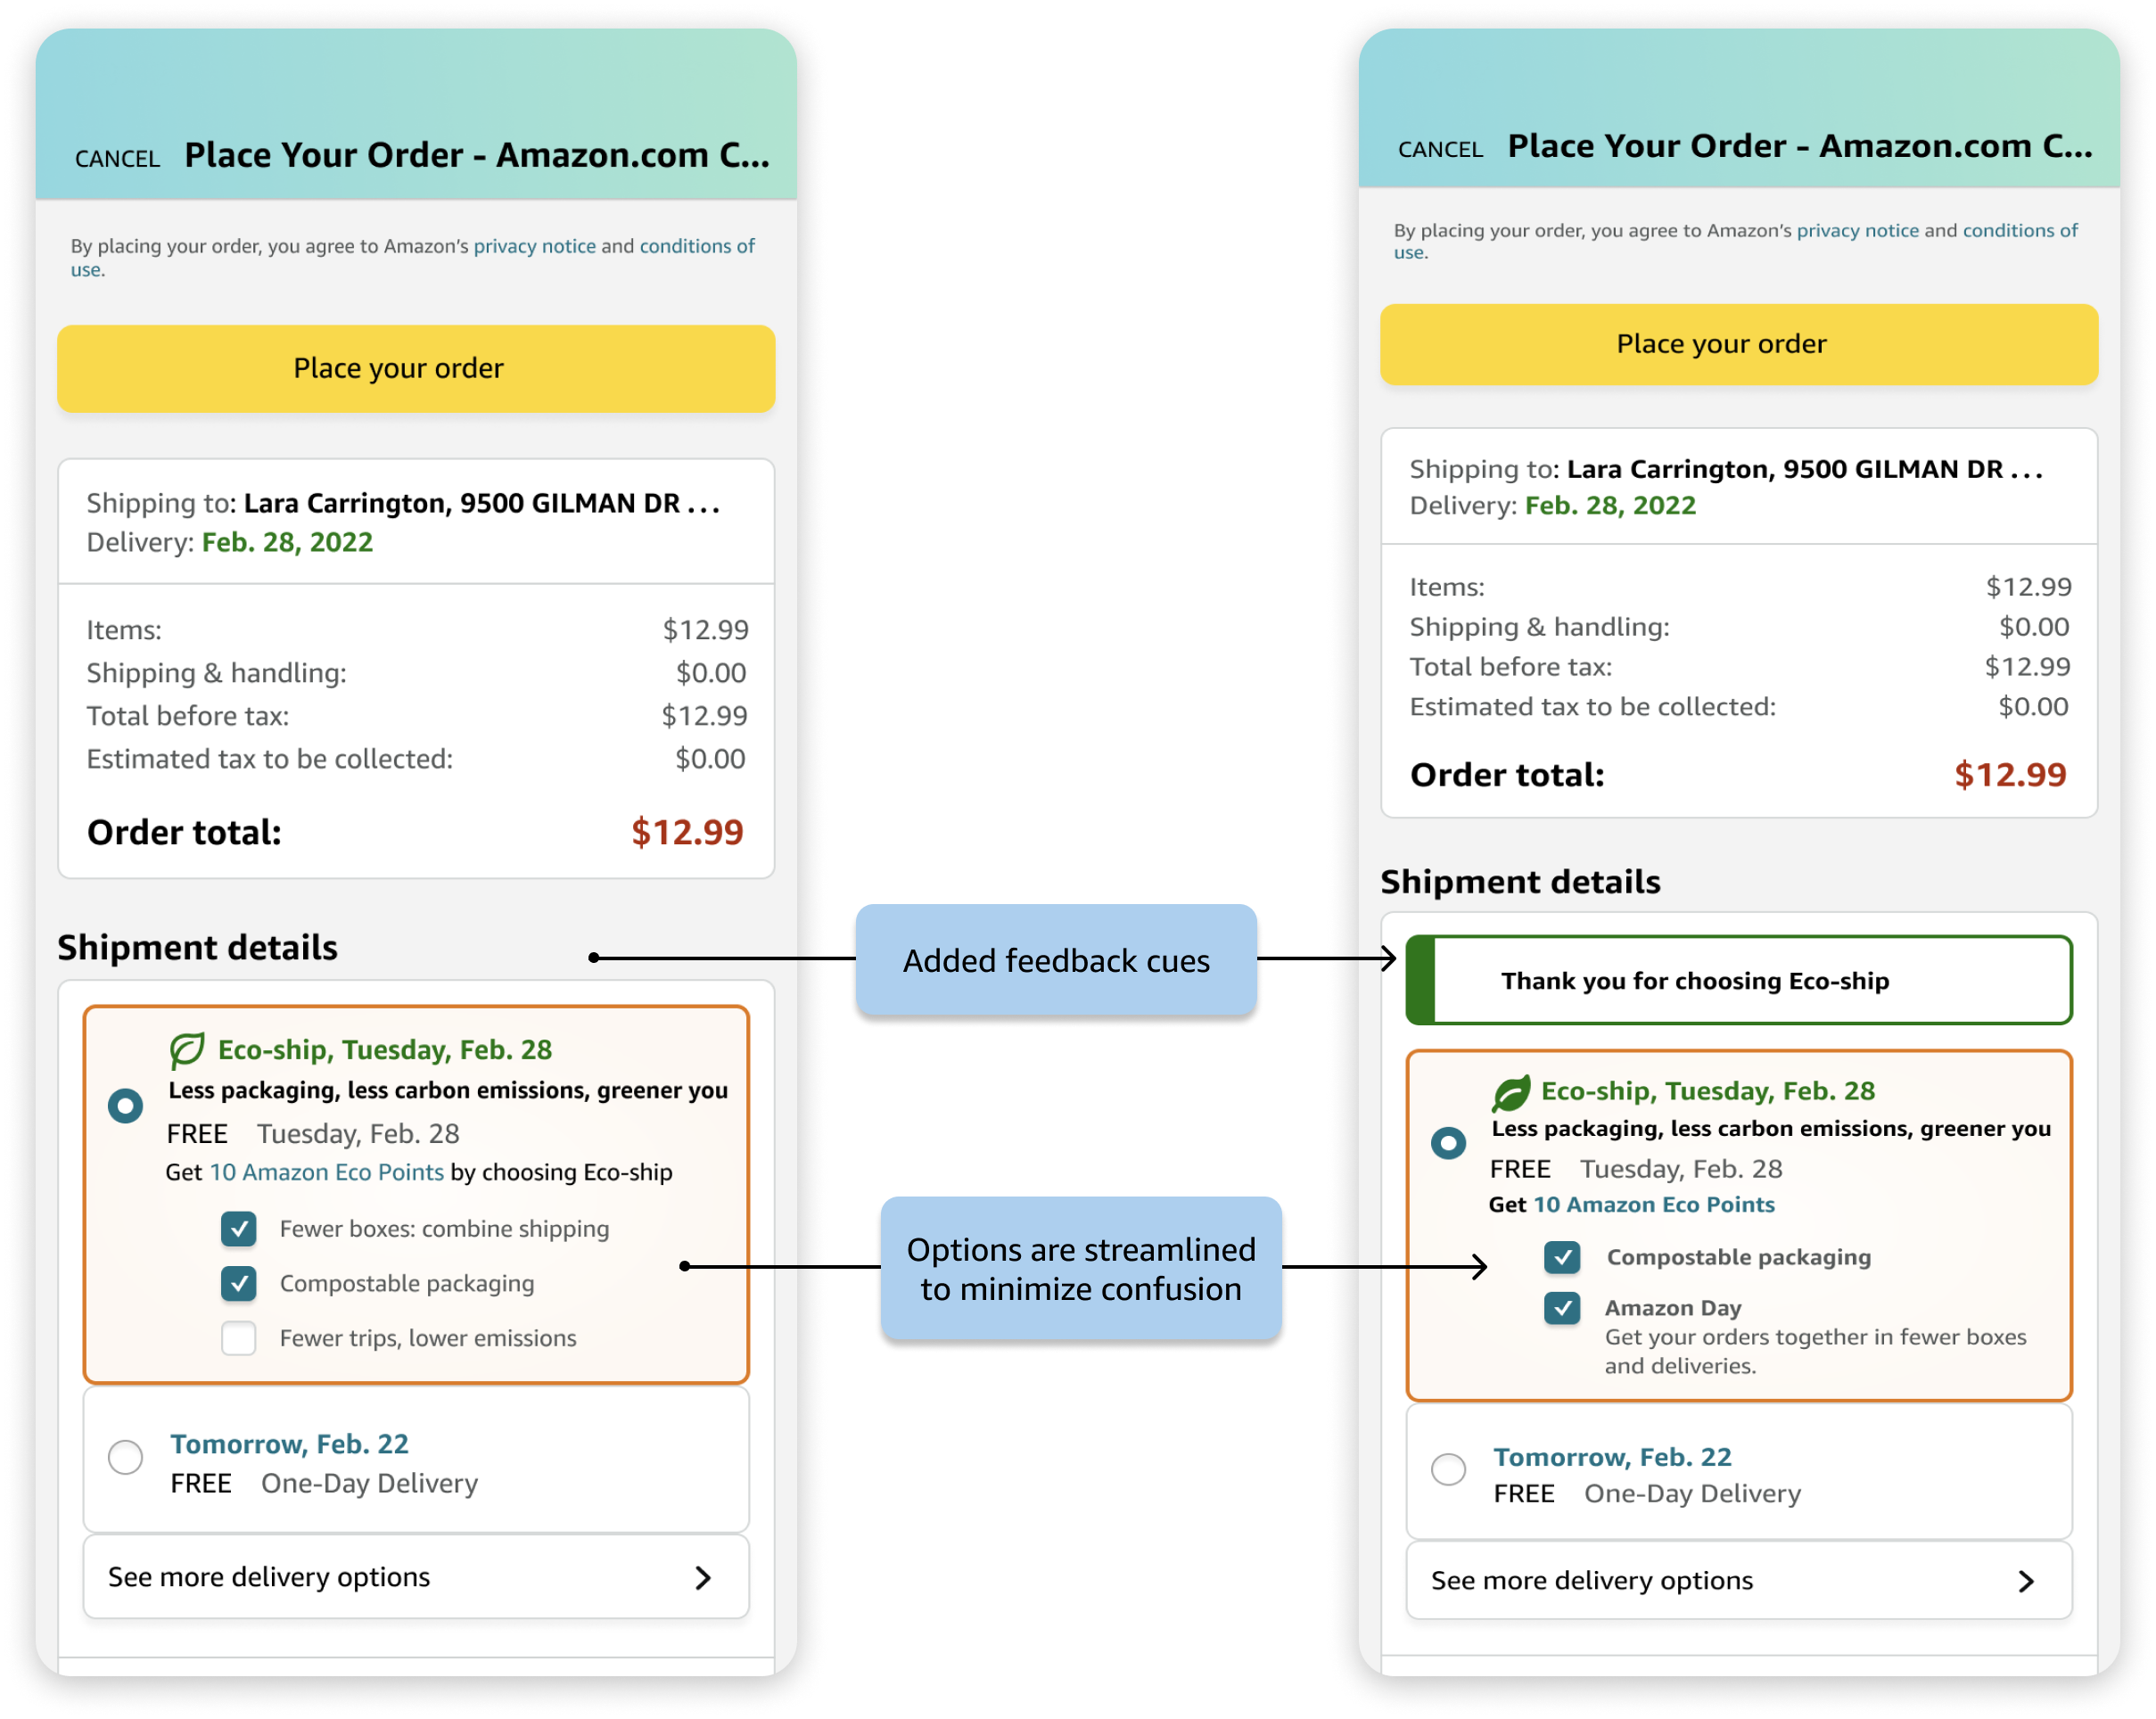 CANCEL Place Your Order - Amazon.com C...
By placing your order, you agree to Amazon's privacy notice and conditions of
use.
Place your order
Shipping to: Lara Carrington, 9500 GILMAN DR ...
Delivery: Feb. 28, 2022
Items: $12.99
Shipping & handling: $0.00
Total before tax: $12.99
Estimated tax to be collected: $0.00
Order total: $12.99
Shipment details
Eco-ship, Tuesday, Feb. 28
Less packaging, less carbon emissions, greener you
FREE Tuesday, Feb. 28
Get 10 Amazon Eco Points by choosing Eco-ship
Fewer boxes: combine shipping
Compostable packaging
Fewer trips, lower emissions
Tomorrow, Feb. 22
FREE One-Day Delivery
See more delivery options
Added feedback cues
Options are streamlined
to minimize confusion
CANCEL Place Your Order - Amazon.com C...
By placing your order, you agree to Amazon's privacy notice and conditions of
use.
Place your order
Shipping to: Lara Carrington, 9500 GILMAN DR ...
Delivery: Feb. 28, 2022
Items: $12.99
Shipping & handling: $0.00
Total before tax: $12.99
Estimated tax to be collected: $0.00
Order total: $12.99
Shipment details
Thank you for choosing Eco-ship
Eco-ship, Tuesday, Feb. 28
Less packaging, less carbon emissions, greener you
FREE Tuesday, Feb. 28
Get 10 Amazon Eco Points
Compostable packaging
Amazon Day
Get your orders together in fewer boxes
and deliveries.
Tomorrow, Feb. 22
FREE One-Day Delivery
See more delivery options